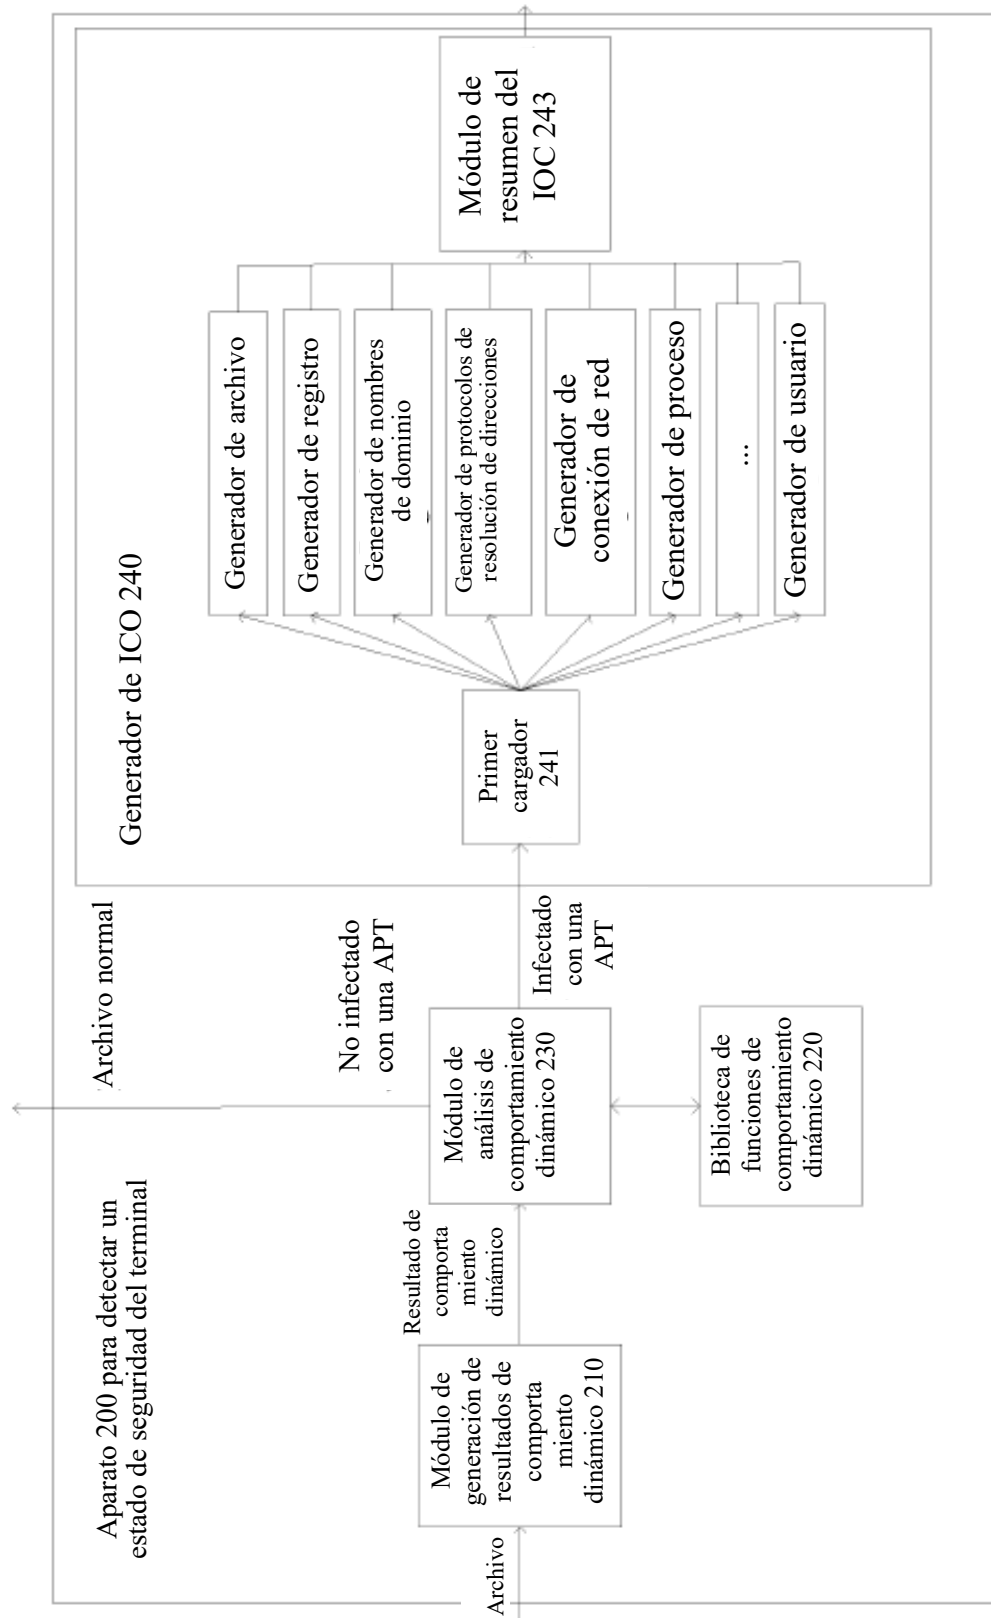 Aparato 200 para detectar un
estado de seguridad del terminal
Archivo normal
Generador de ICO 240
Archivo
Módulo de
generación de
resultados de
comporta
miento
dinámico 210
Resultado de
comporta
miento
dinámico
Módulo de
análisis de
comportamiento
dinámico 230
Biblioteca de
funciones de
comportamiento
dinámico 220
No infectado
con una APT
Infectado
con una
APT
Primer
cargador
241
Generador de archivo
Generador de registro
Generador de nombres
de dominio
Generador de protocolos de
resolución de direcciones
Generador de
conexión de red
Generador de proceso
...
Generador de usuario
Módulo de
resumen del
IOC 243